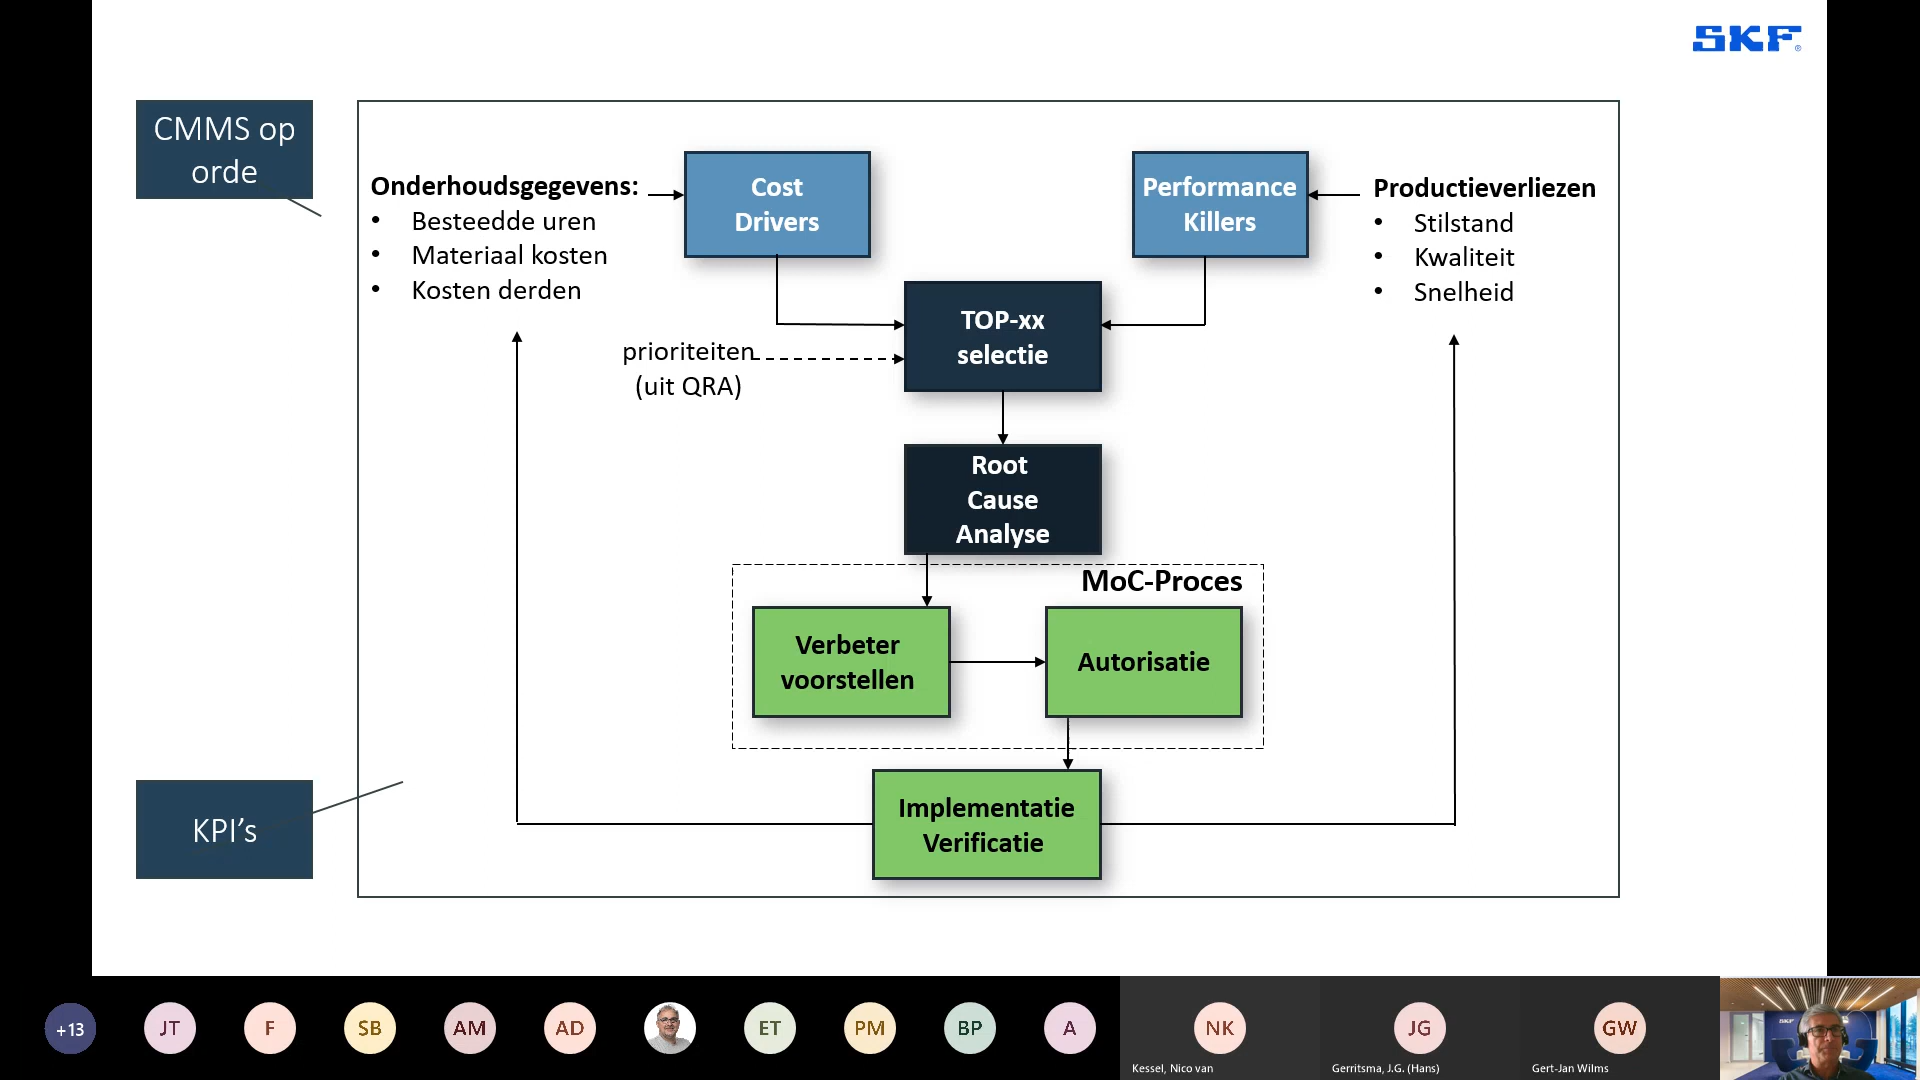 SKF
CMMS op
orde
Onderhoudsgegevens:
• Besteedde uren
• Materiaal kosten
• Kosten derden
Cost
Drivers
Performance
Killers
Productieverliezen
• Stilstand
• Kwaliteit
• Snelheid
TOP-xx
selectie
prioriteiten
(uit QRA)
Root
Cause
Analyse
MoC-Proces
Verbeter
voorstellen
Autorisatie
Implementatie
Verificatie
KPI’s
+13
JT
F
SB
AM
AD
ET
PM
BP
A
NK
Kessel, Nico van
JG
Gerritsma, J.G. (Hans)
GW
Gert-Jan Wilms
SKF